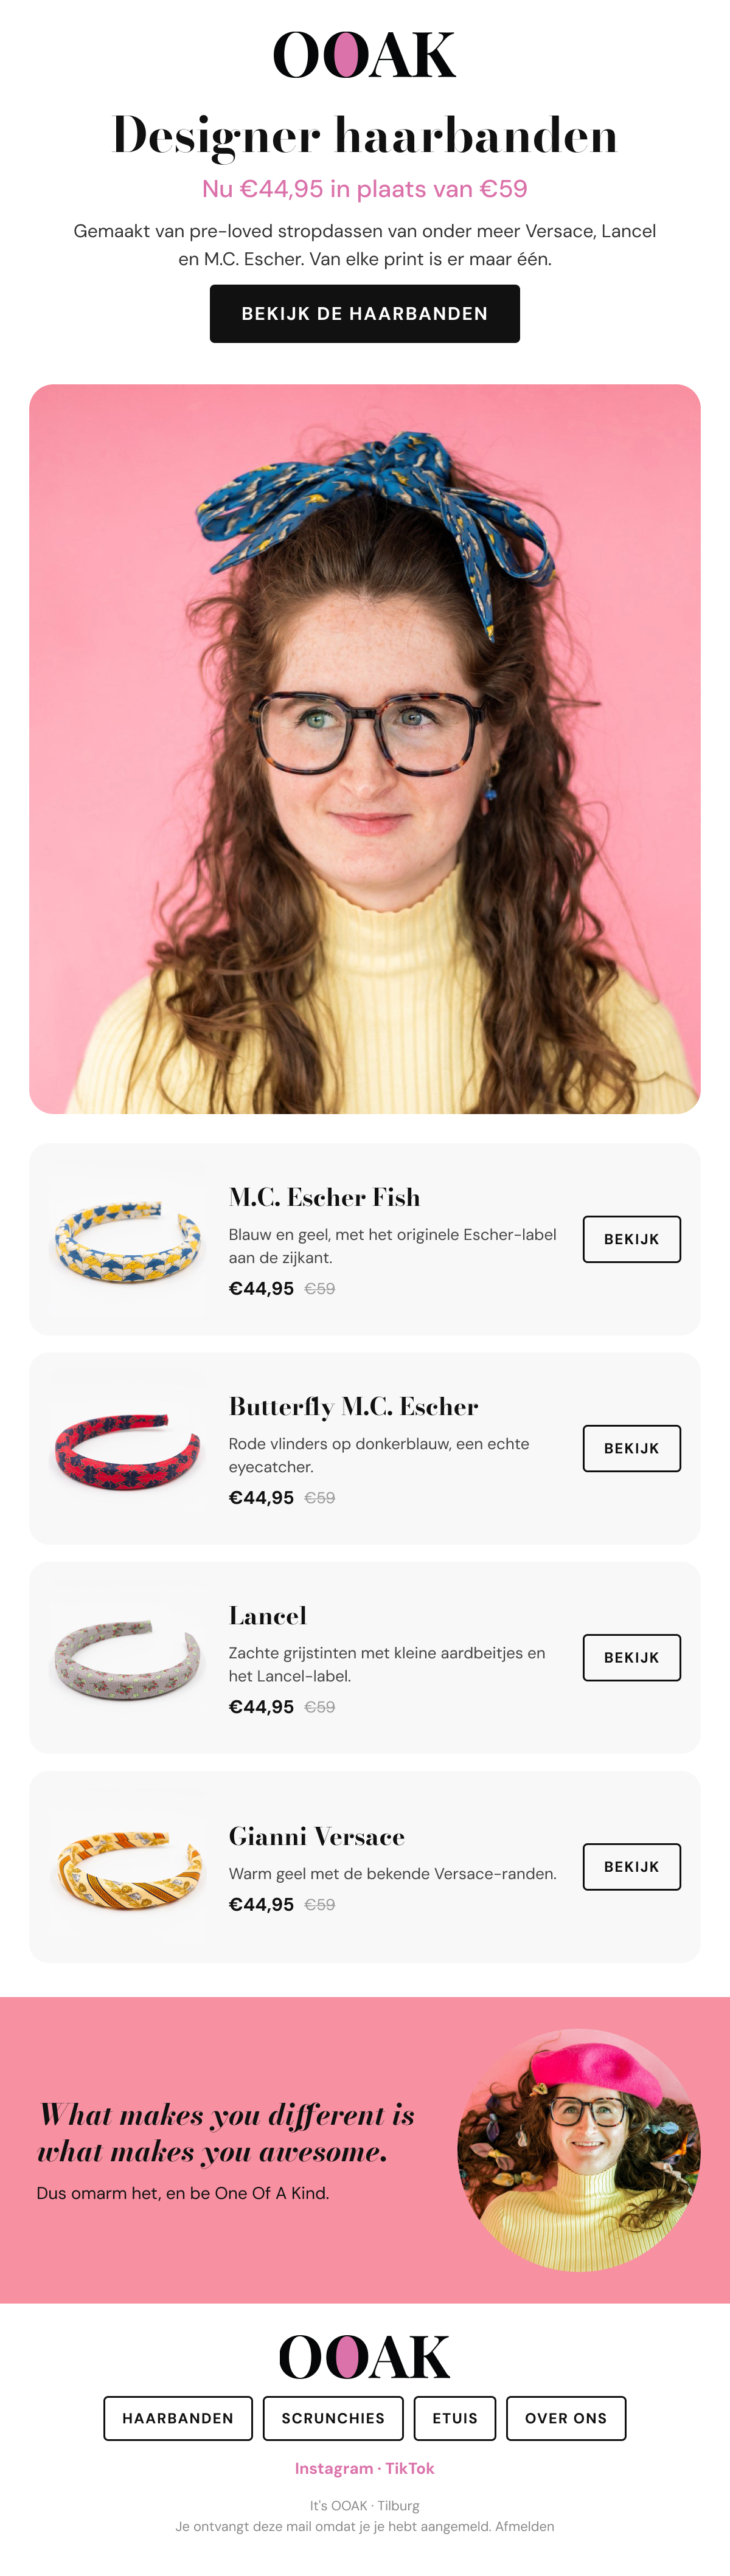 OOAK
Designer haarbanden
Nu €44,95 in plaats van €59
Gemaakt van pre-loved stropdassen van onder meer Versace, Lancel
en M.C. Escher. Van elke print is er maar één.
BEKIJK DE HAARBANDEN
M.C. Escher Fish
Blauw en geel, met het originele Escher-label
aan de zijkant.
€44,95 €59
BEKIJK
Butterfly M.C. Escher
Rode vlinders op donkerblauw, een echte
eyecatcher.
€44,95 €59
BEKIJK
Lancel
Zachte grijstinten met kleine aardbeitjes en
het Lancel-label.
€44,95 €59
BEKIJK
Gianni Versace
Warm geel met de bekende Versace-randen.
€44,95 €59
BEKIJK
What makes you different is
what makes you awesome.
Dus omarm het, en be One Of A Kind.
OOAK
HAARBANDEN SCRUNCHIES ETUIS OVER ONS
Instagram · TikTok
It's OOAK · Tilburg
Je ontvangt deze mail omdat je je hebt aangemeld. Afmelden